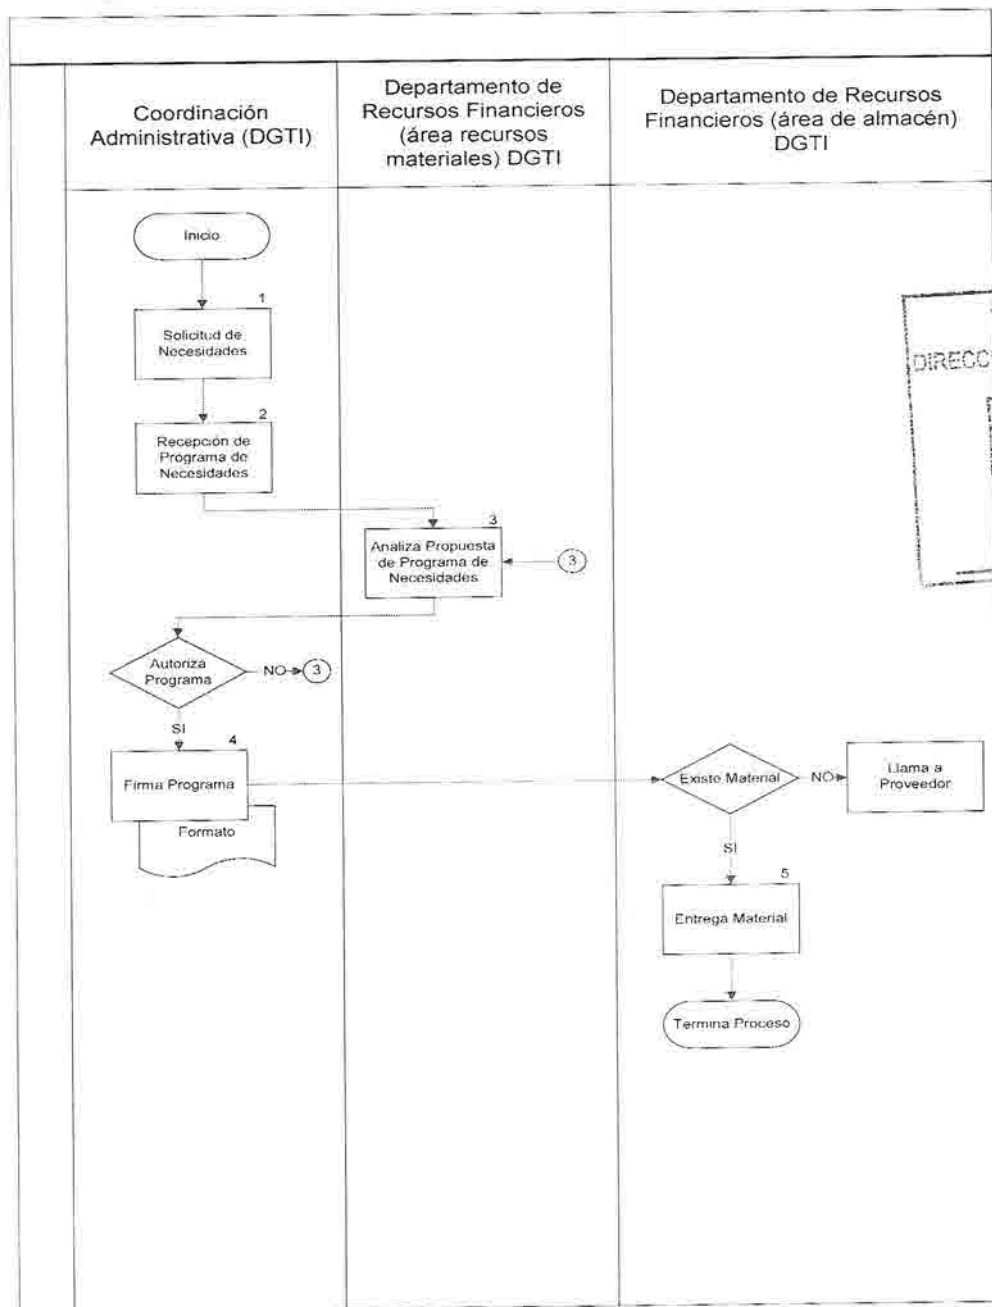 Coordinación
Administrativa (DGTI)
Departamento de
Recursos Financieros
(área recursos
materiales) DGTI
Departamento de Recursos
Financieros (área de almacén)
DGTI
Inicio
1
Solicitud de
Necesidades
2
Recepción de
Programa de
Necesidades
3
Analiza Propuesta
de Programa de
Necesidades
3
Autoriza
Programa
NO
3
SI
4
Firma Programa
Formato
Existe Material
NO
Llama a
Proveedor
SI
5
Entrega Material
Termina Proceso
DIRECC